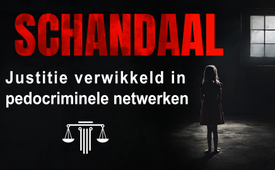 SCHANDAAL
Justitie verwikkeld in
pedocriminele netwerken